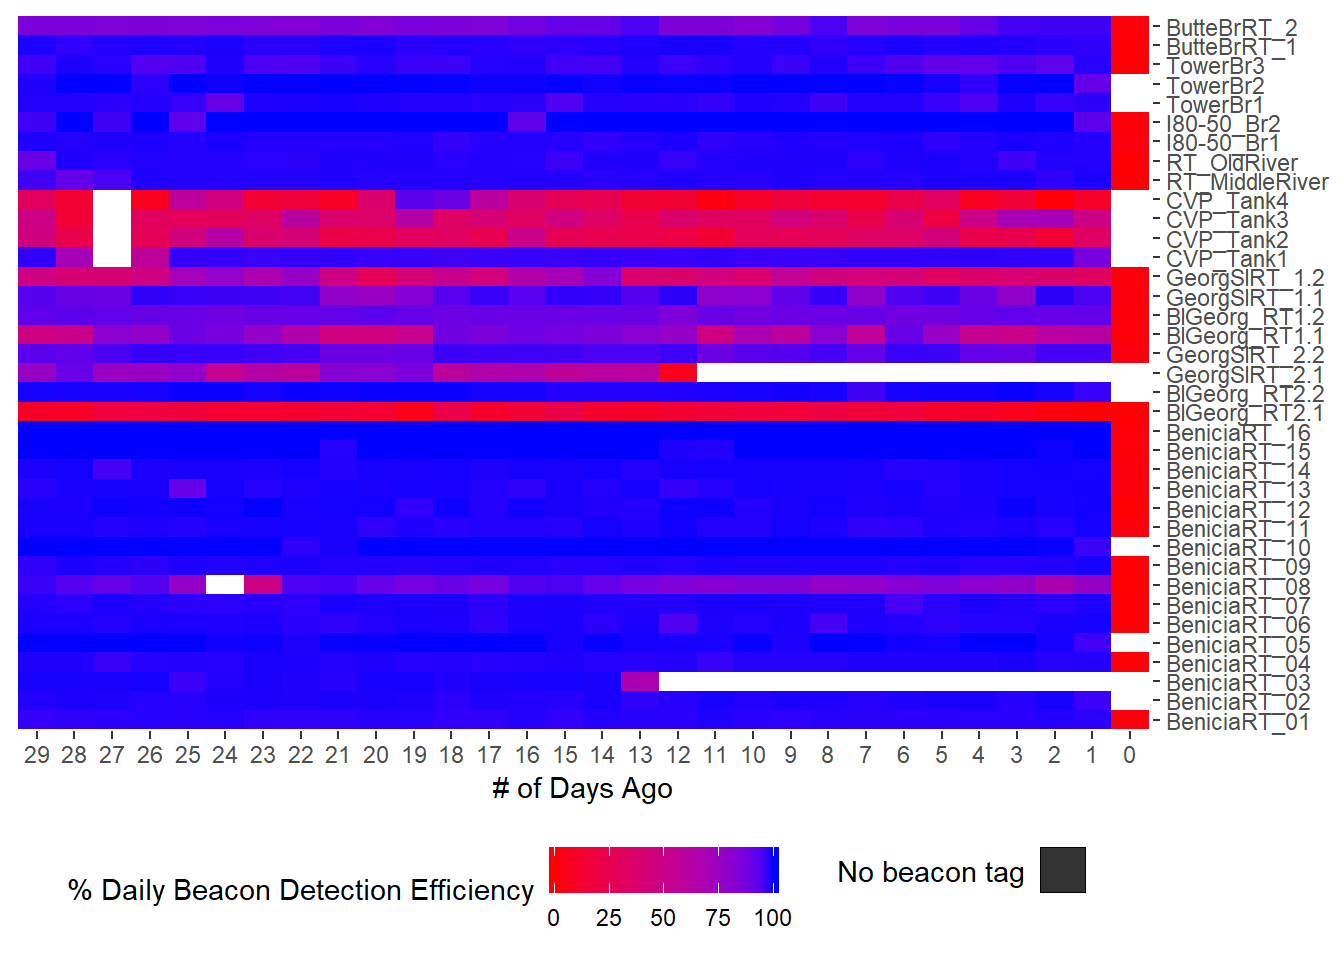 ButteBrRT_2
ButteBrRT_1
TowerBr3
TowerBr2
TowerBr1
I80-50_Br2
I80-50_Br1
RT_OldRiver
RT_MiddleRiver
CVP_Tank4
CVP_Tank3
CVP_Tank2
CVP_Tank1
GeorgSlRT_1.2
GeorgSlRT_1.1
BlGeorg_RT1.2
BlGeorg_RT1.1
GeorgSlRT_2.2
GeorgSlRT_2.1
BlGeorg_RT2.2
BlGeorg_RT2.1
BeniciaRT_16
BeniciaRT_15
BeniciaRT_14
BeniciaRT_13
BeniciaRT_12
BeniciaRT_11
BeniciaRT_10
BeniciaRT_09
BeniciaRT_08
BeniciaRT_07
BeniciaRT_06
BeniciaRT_05
BeniciaRT_04
BeniciaRT_03
BeniciaRT_02
BeniciaRT_01
29 28 27 26 25 24 23 22 21 20 19 18 17 16 15 14 13 12 11 10 9 8 7 6 5 4 3 2 1 0
# of Days Ago
% Daily Beacon Detection Efficiency
0 25 50 75 100
No beacon tag